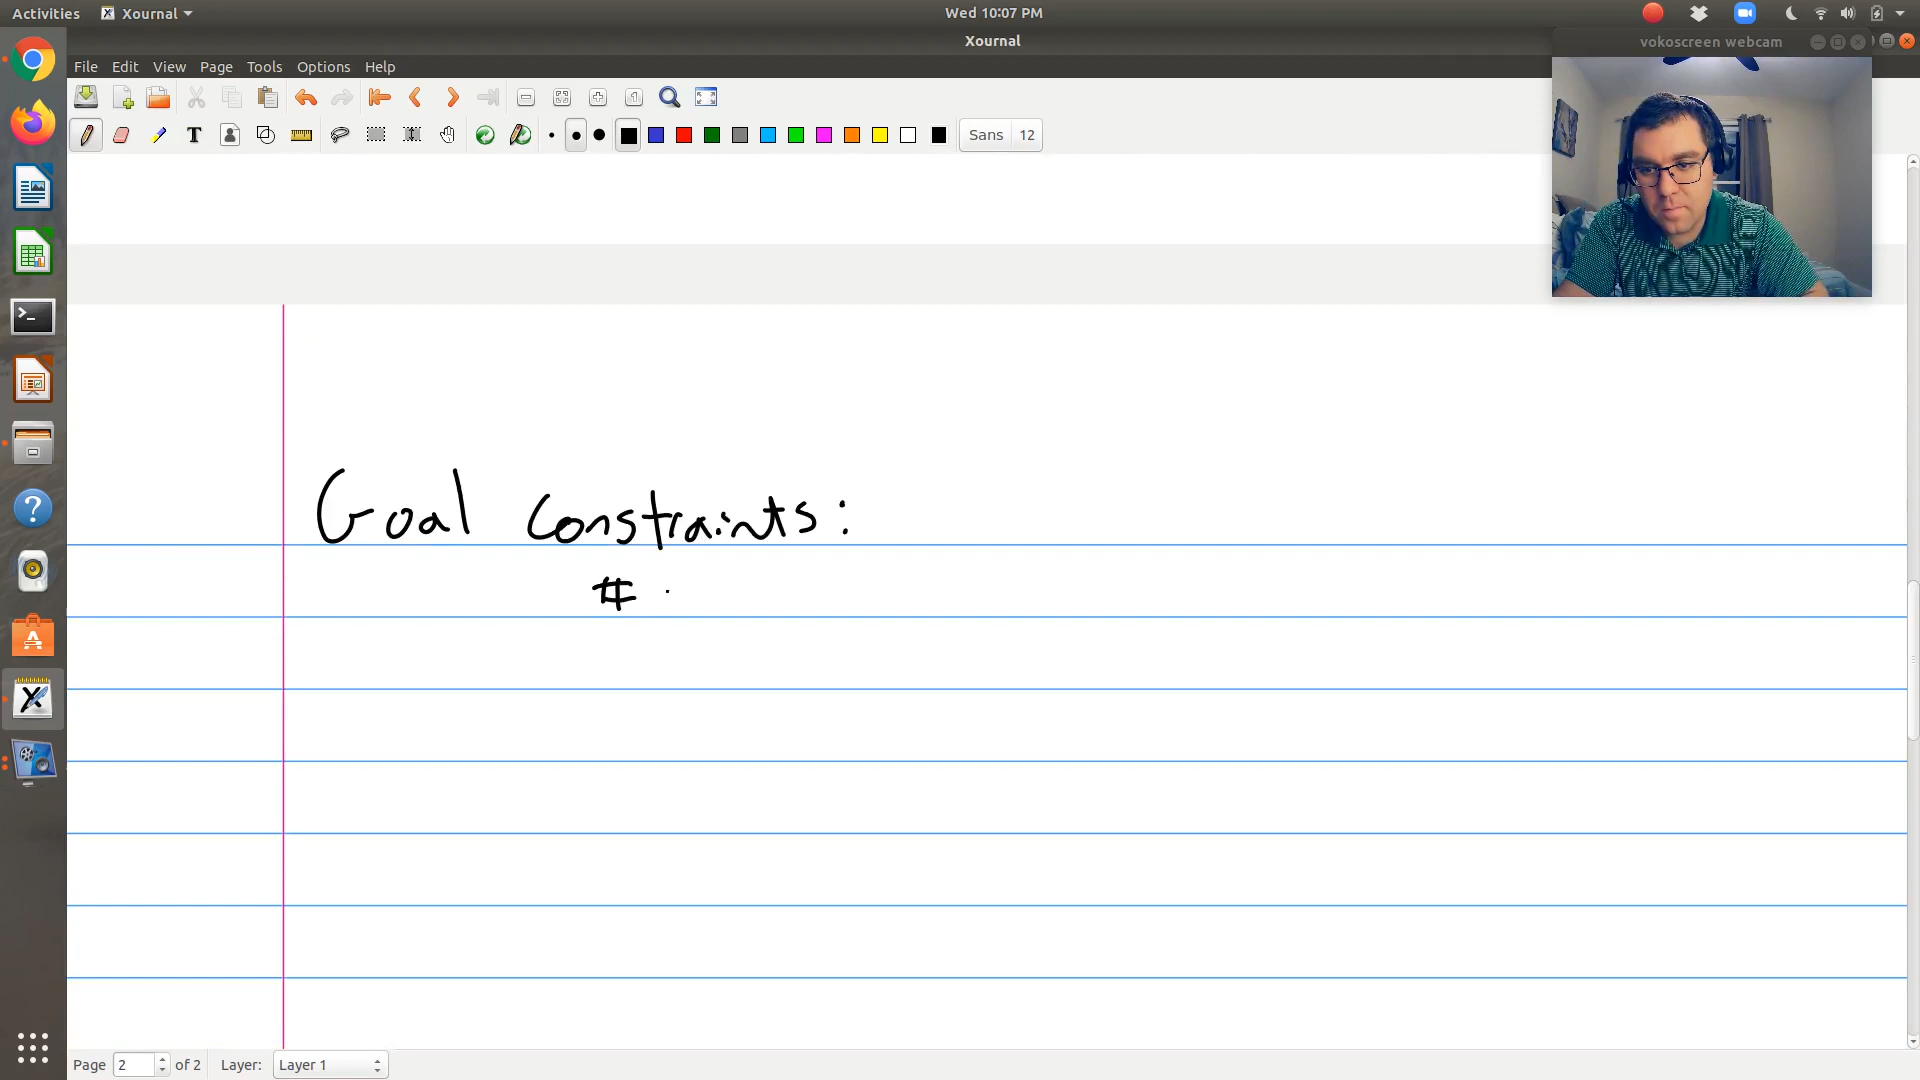 Activities Xournal Wed 10:07 PM
Xournal
vokoscreen webcam
File Edit View Page Tools Options Help
T Sans 12
Goal constraints:
#
Page 2 of 2 Layer: Layer 1